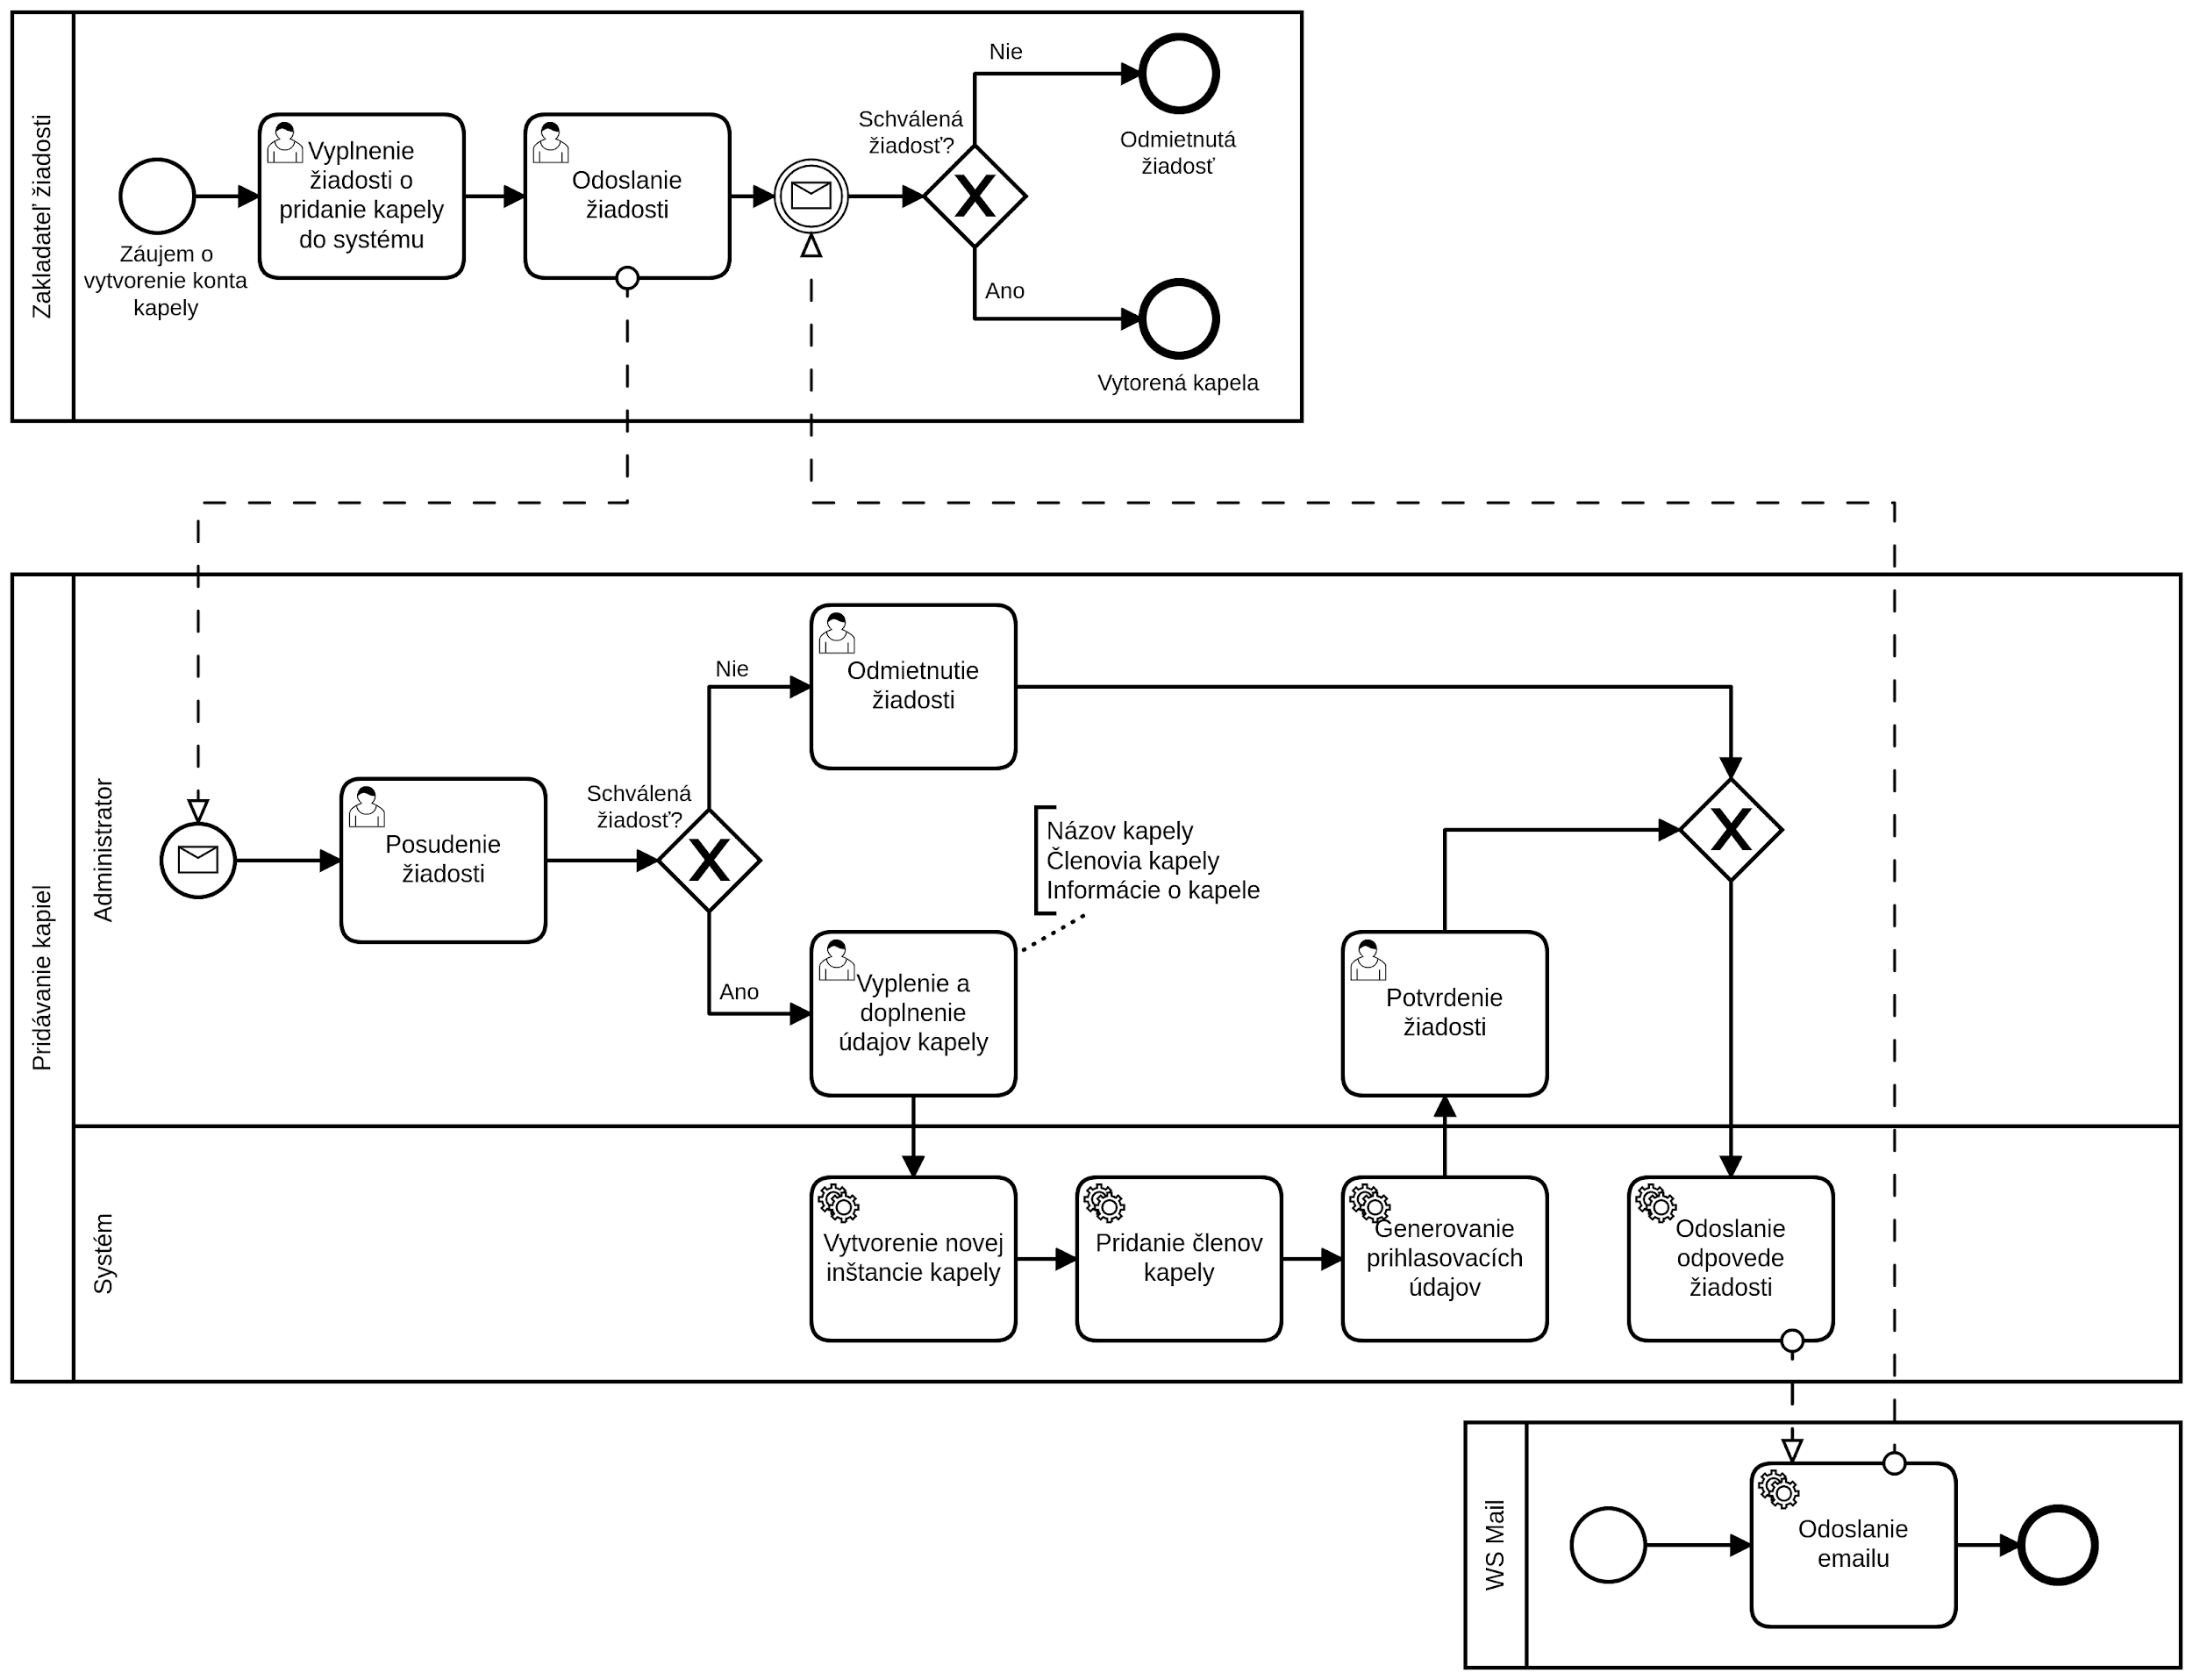 Zakladateľ žiadosti
Záujem o
vytvorenie konta
kapely
Vyplnenie
žiadosti o
pridanie kapely
do systému
Odoslanie
žiadosti
Schválená
žiadosť?
Nie
Odmietnutá
žiadosť
Ano
Vytorená kapela
Pridávanie kapiel
Administrator
Posudenie
žiadosti
Schválená
žiadosť?
Nie
Odmietnutie
žiadosti
Ano
Vyplenie a
doplnenie
údajov kapely
Názov kapely
Členovia kapely
Informácie o kapele
Potvrdenie
žiadosti
Systém
Vytvorenie novej
inštancie kapely
Pridanie členov
kapely
Generovanie
prihlasovacích
údajov
Odoslanie
odpovede
žiadosti
WS Mail
Odoslanie
emailu